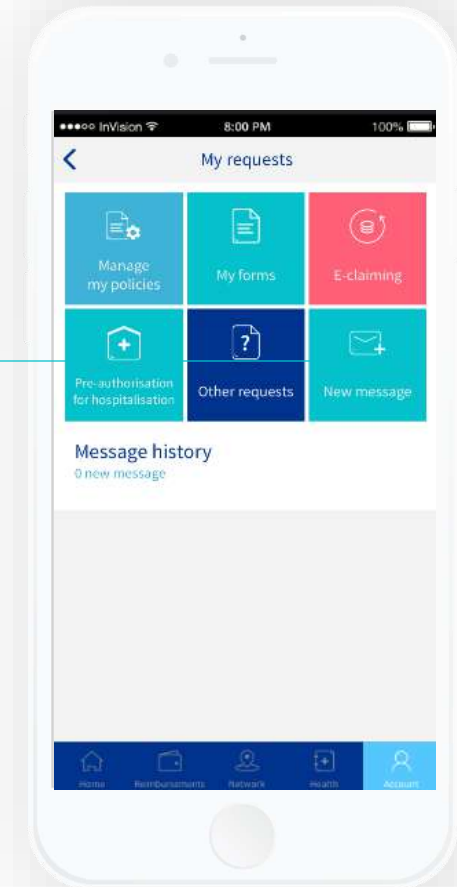 InVision
8:00 PM
100%
My requests
Manage
my policies
My forms
E-claiming
Pre-authorisation
for hospitalisation
?
Other requests
New message
Message history
0 new message
Home
Reimbursements
Network
Health
Account